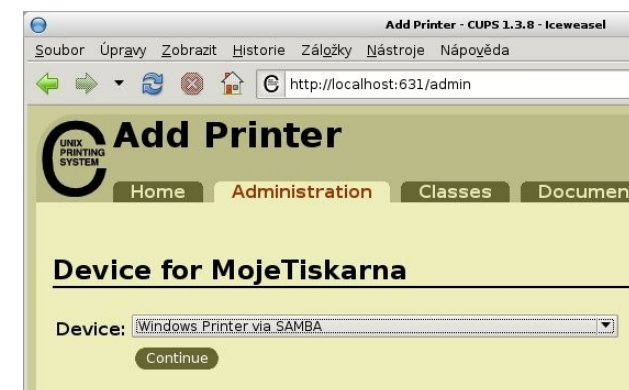 Add Printer - CUPS 1.3.8 - Iceweasel
Soubor Úpravy Zobrazit Historie Záložky Nástroje Nápověda
http://localhost:631/admin
UNIX
PRINTING
SYSTEM
Add Printer
Home Administration Classes Documen
Device for MojeTiskarna
Device: Windows Printer via SAMBA
Continue